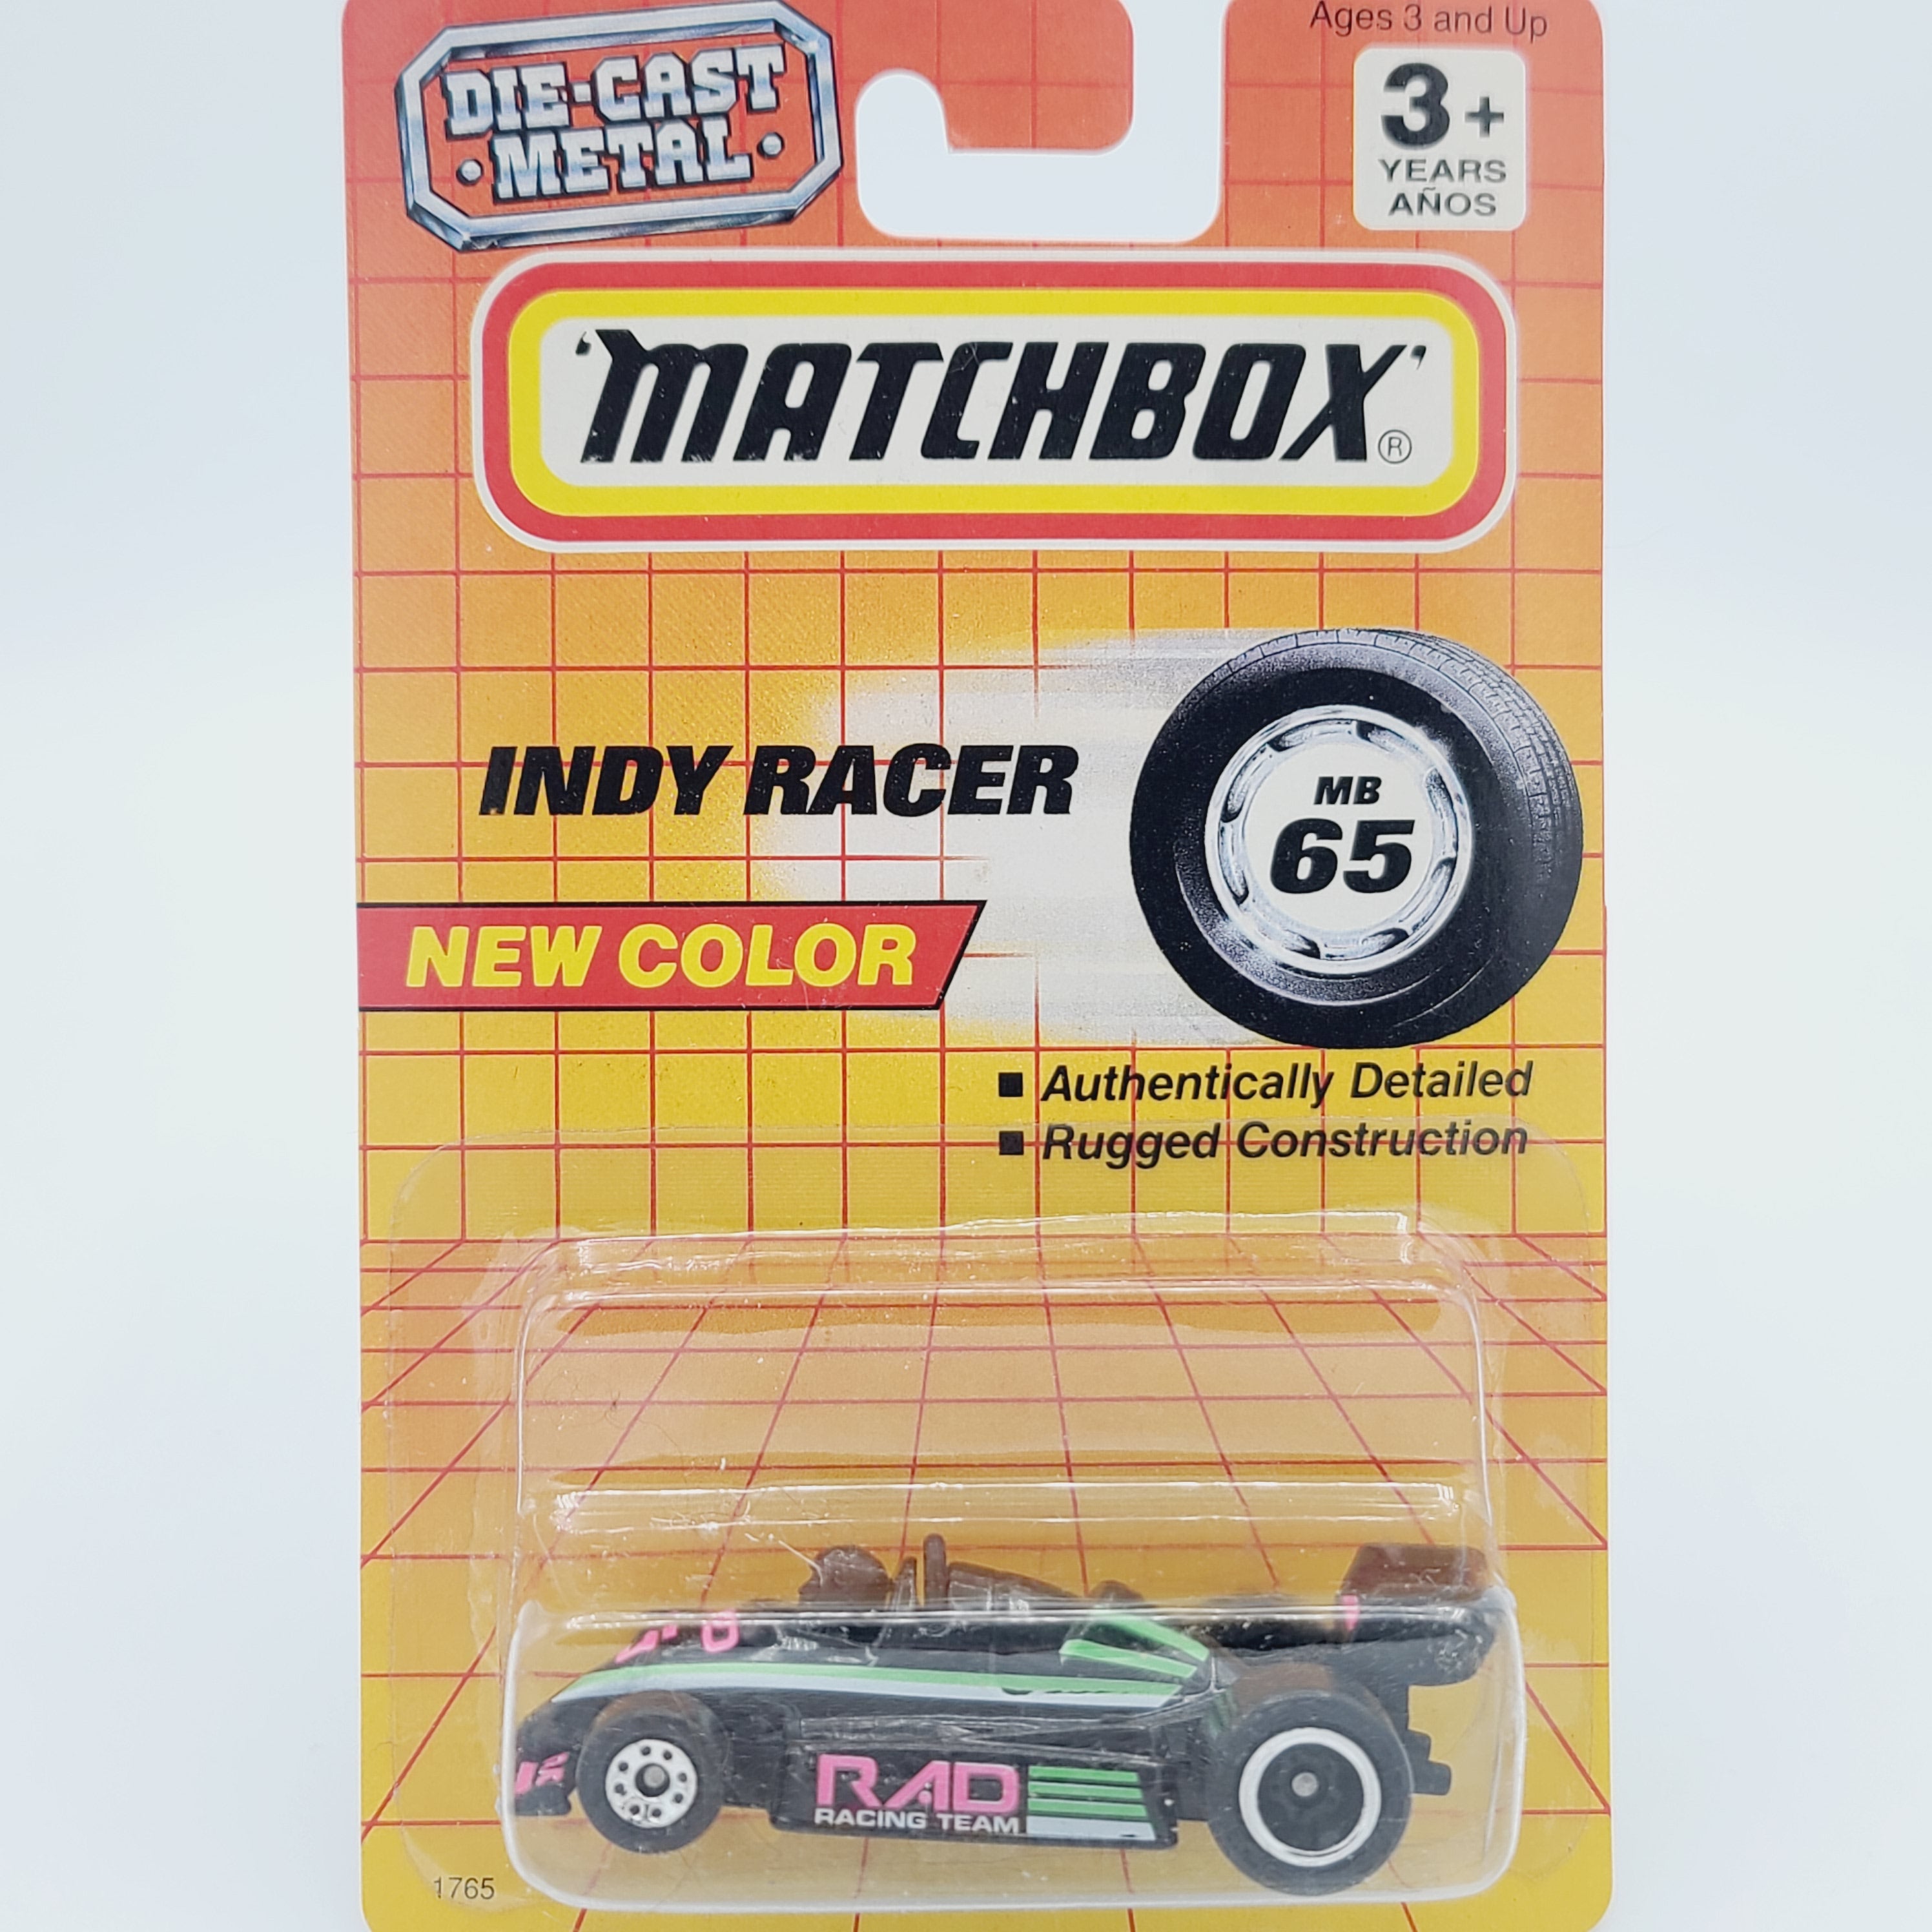 Ages 3 and Up
DIE-CAST
METAL
3+
YEARS
AÑOS
'MATCHBOX'®
INDY RACER
MB
65
NEW COLOR
■ Authentically Detailed
■ Rugged Construction
RAD
RACING TEAM
1765